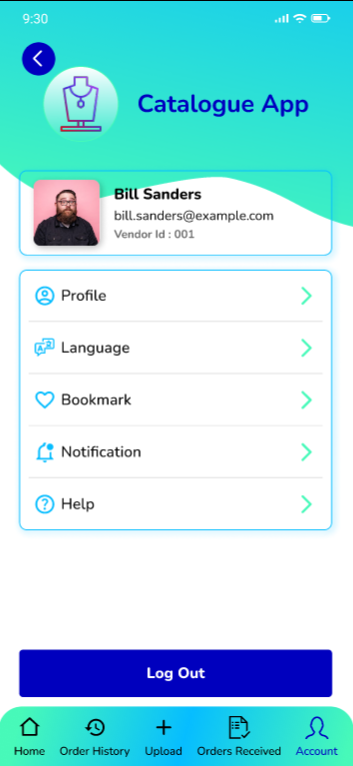 9:30
Catalogue App
Bill Sanders
bill.sanders@example.com
Vendor Id : 001
Profile
Language
Bookmark
Notification
Help
Log Out
Home Order History Upload Orders Received Account